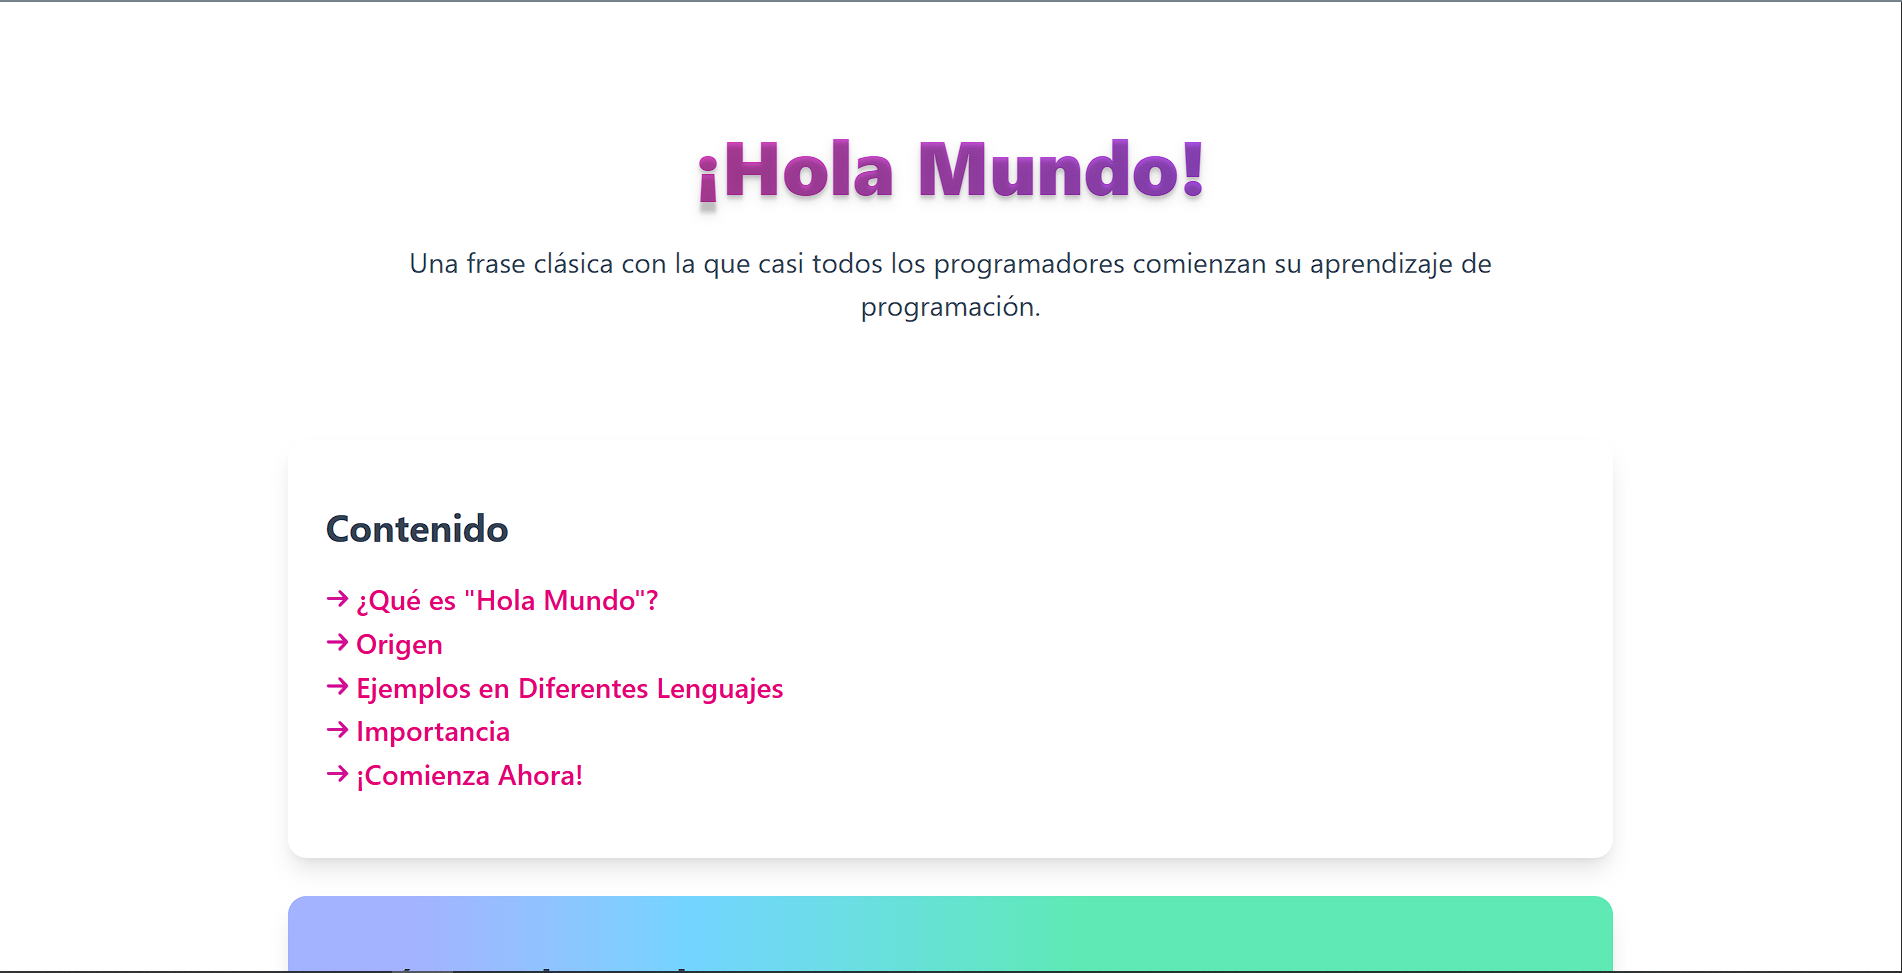 ¡Hola Mundo!
Una frase clásica con la que casi todos los programadores comienzan su aprendizaje de
programación.
Contenido
→ ¿Qué es "Hola Mundo"?
→ Origen
→ Ejemplos en Diferentes Lenguajes
→ Importancia
→ ¡Comienza Ahora!